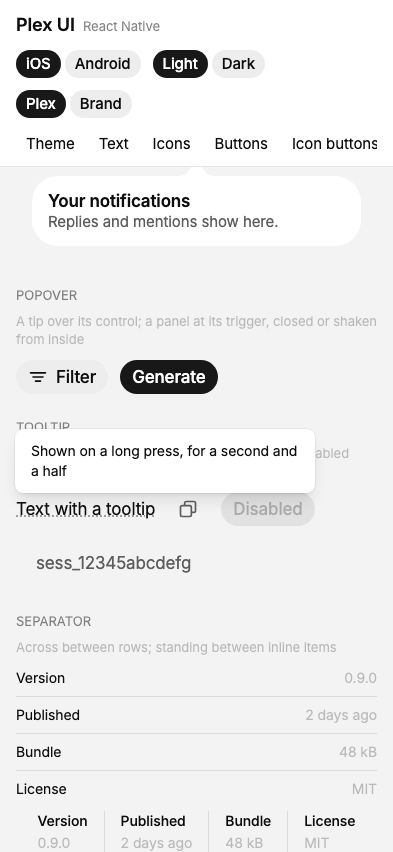 Plex UI React Native
iOS Android Light Dark
Plex Brand
Theme Text Icons Buttons Icon buttons
Your notifications
Replies and mentions show here.
POPOVER
A tip over its control; a panel at its trigger, closed or shaken
from inside
Filter Generate
TOOLTIP
Shown on a long press, for a second and
a half
Text with a tooltip Disabled
sess_12345abcdefg
SEPARATOR
Across between rows; standing between inline items
Version 0.9.0
Published 2 days ago
Bundle 48 kB
License MIT
Version Published Bundle License
0.9.0 2 days ago 48 kB MIT